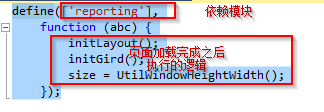 define(['reporting'],
依赖模块
function (abc) {
initLayout();
页面加载完成之后
initGird();
执行的逻辑
size = UtilWindowHeightWidth();
});